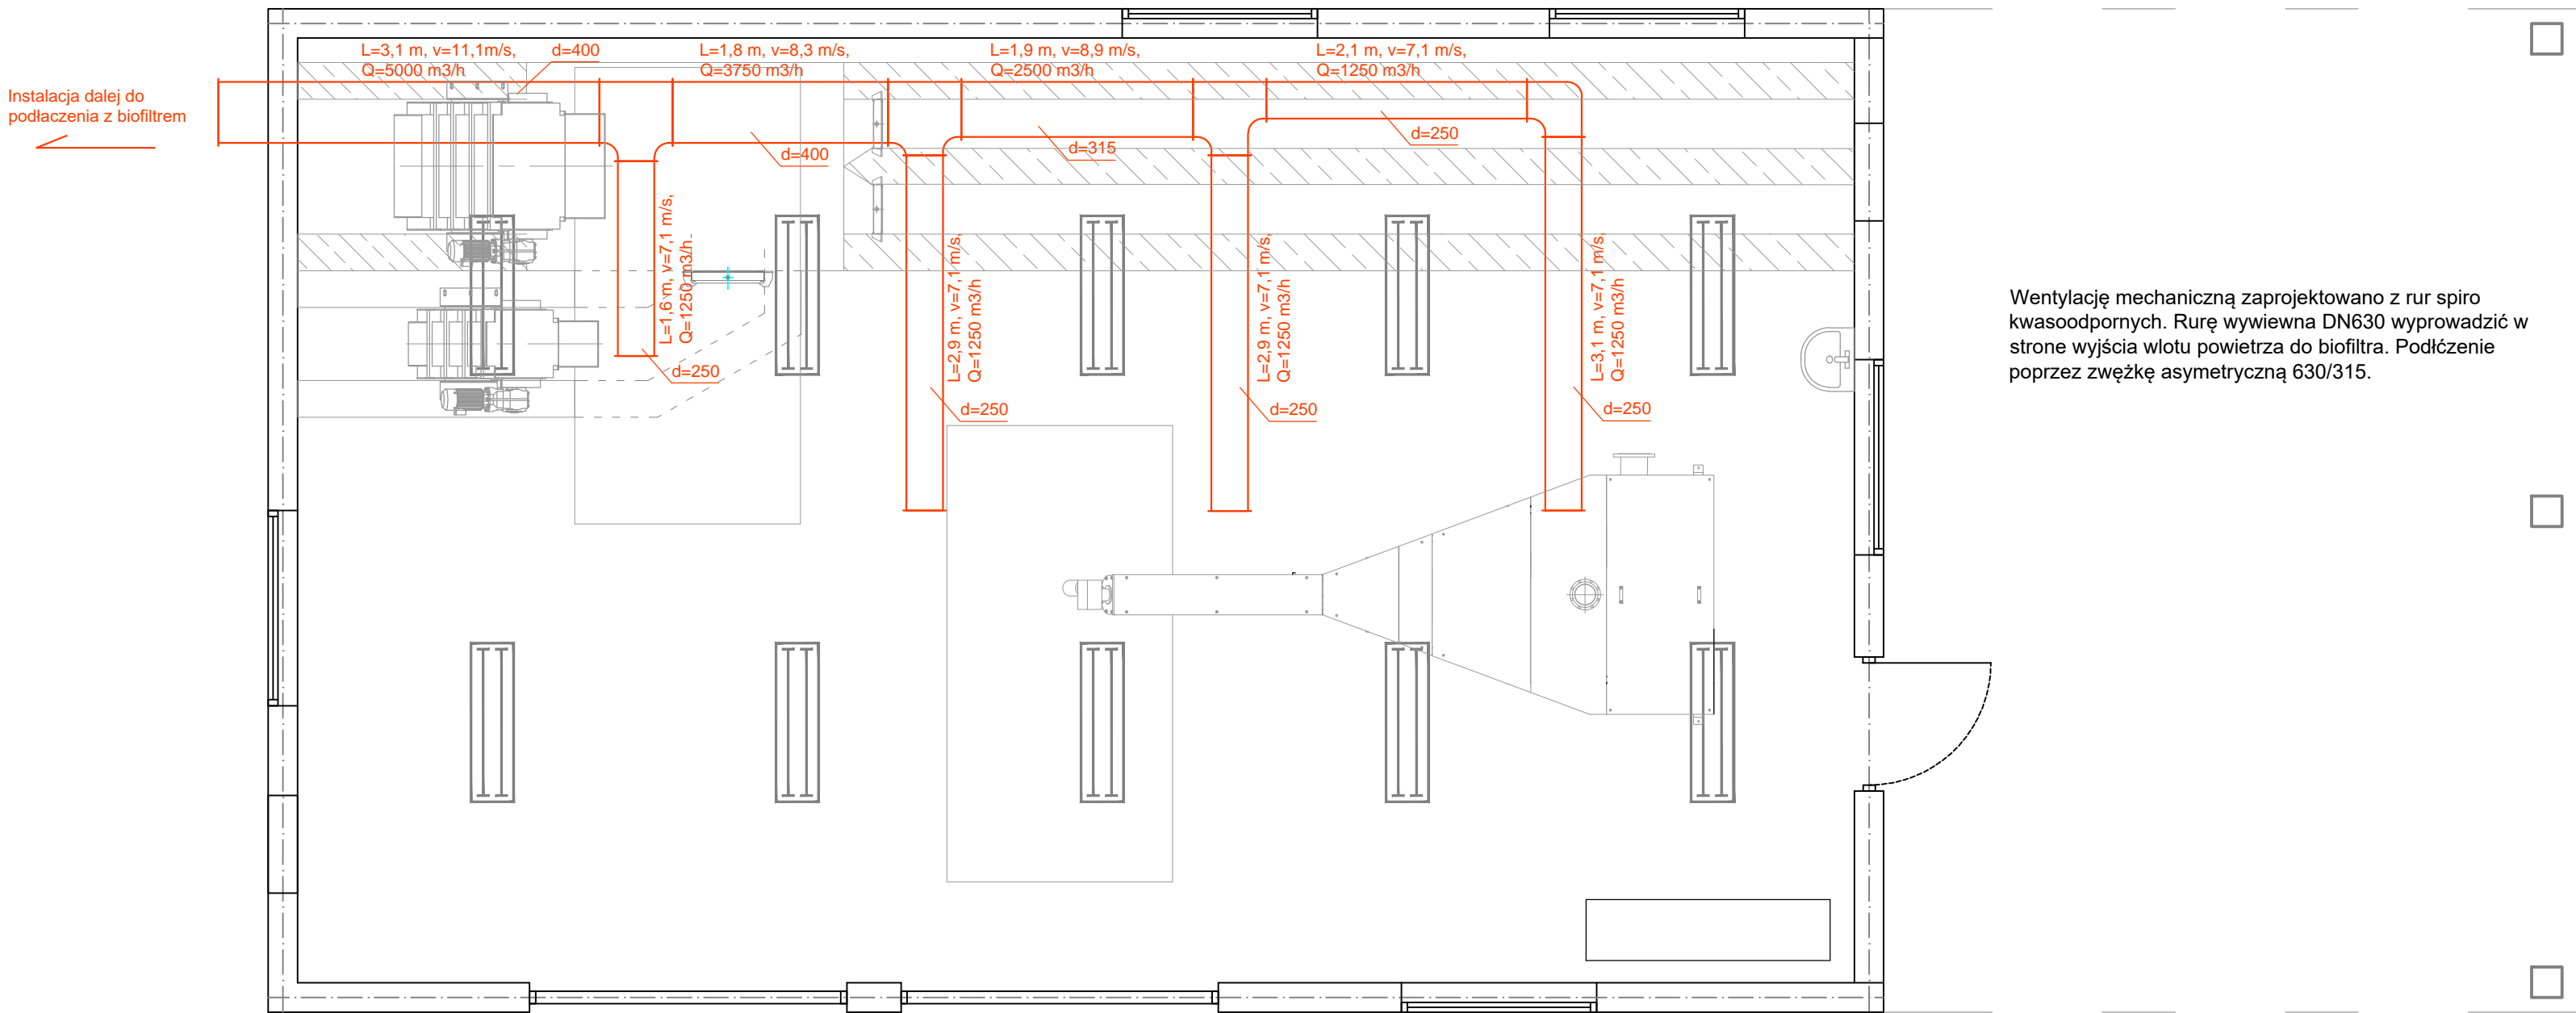 L=3,1 m, v=11,1m/s,
Q=5000 m3/h
d=400
L=1,8 m, v=8,3 m/s,
Q=3750 m3/h
L=1,9 m, v=8,9 m/s,
Q=2500 m3/h
L=2,1 m, v=7,1 m/s,
Q=1250 m3/h
Instalacja dalej do
podłaczenia z biofiltrem
d=400
d=315
d=250
L=1,6 m, v=7,1 m/s,
Q=1250 m3/h
d=250
L=2,9 m, v=7,1 m/s,
Q=1250 m3/h
d=250
L=2,9 m, v=7,1 m/s,
Q=1250 m3/h
d=250
L=3,1 m, v=7,1 m/s,
Q=1250 m3/h
d=250
Wentylację mechaniczną zaprojektowano z rur spiro
kwasoodpornych. Rurę wywiewna DN630 wyprowadzić w
strone wyjścia wlotu powietrza do biofiltra. Podłćzenie
poprzez zwężkę asymetryczną 630/315.